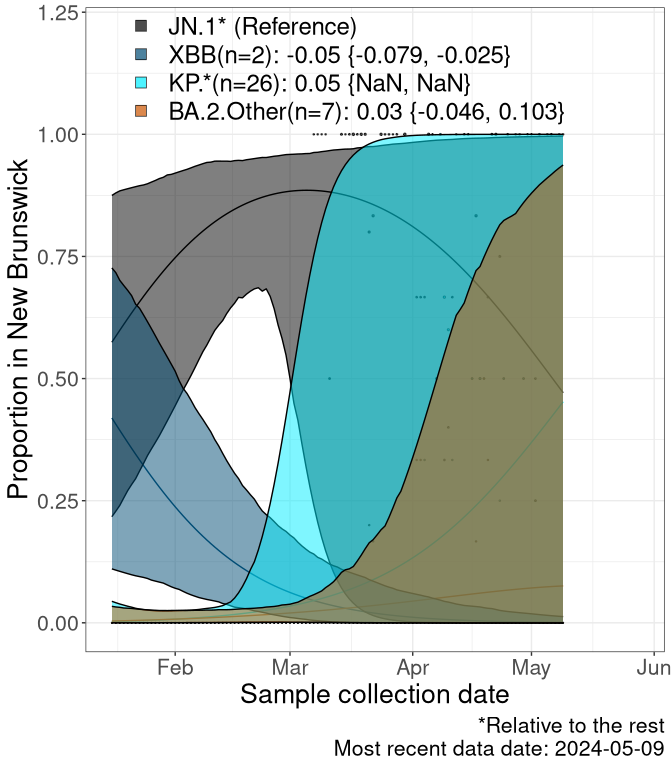 JN.1* (Reference)
XBB(n=2): -0.05 {-0.079, -0.025}
KP.*(n=26): 0.05 {NaN, NaN}
BA.2.Other(n=7): 0.03 {-0.046, 0.103}
1.25
1.00
0.75
0.50
0.25
0.00
Proportion in New Brunswick
Feb Mar Apr May Jun
Sample collection date
*Relative to the rest
Most recent data date: 2024-05-09